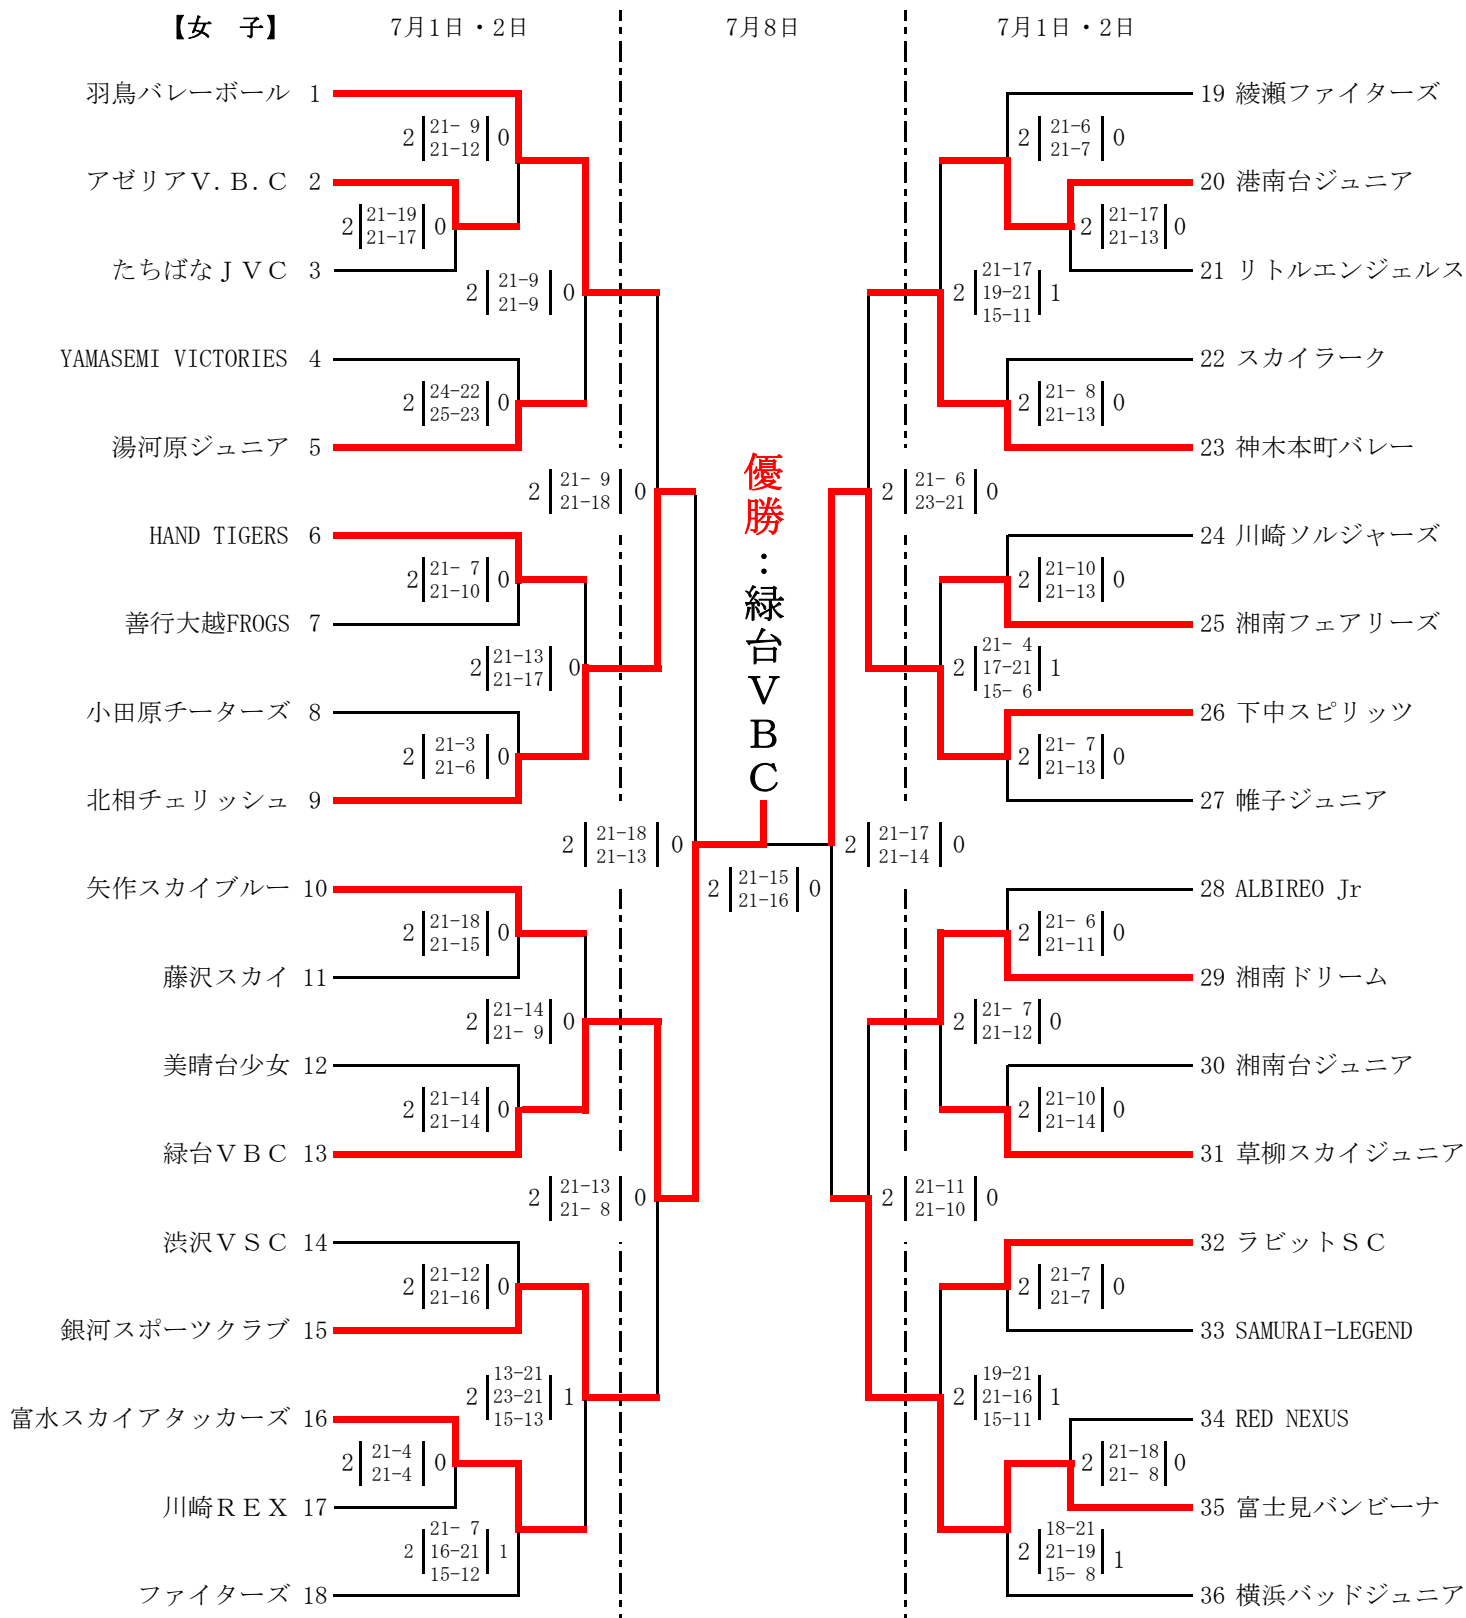 【女　子】 7月1日・2日 7月8日 7月1日・2日
羽鳥バレーボール 1
2 21- 9 0
21-12
アゼリアＶ．Ｂ．Ｃ 2
2 21-19 0
21-17
たちばなＪＶＣ 3
2 21-9 0
21-9
YAMASEMI VICTORIES 4
2 24-22 0
25-23
湯河原ジュニア 5
2 21- 9 0
21-18
HAND TIGERS 6
2 21- 7 0
21-10
善行大越FROGS 7
2 21-13 0
21-17
小田原チーターズ 8
2 21-3 0
21-6
北相チェリッシュ 9
2 21-18 0
21-13
矢作スカイブルー 10
2 21-18 0
21-15
藤沢スカイ 11
2 21-14 0
21- 9
美晴台少女 12
2 21-14 0
21-14
緑台ＶＢＣ 13
2 21-13 0
21- 8
渋沢ＶＳＣ 14
2 21-12 0
21-16
銀河スポーツクラブ 15
13-21
2 23-21 1
15-13
富水スカイアタッカーズ 16
2 21-4 0
21-4
川崎ＲＥＸ 17
21- 7
2 16-21 1
15-12
ファイターズ 18
優勝：緑台ＶＢＣ
2 21-15 0
21-16
19 綾瀬ファイターズ
2 21-6 0
21-7
20 港南台ジュニア
2 21-17 0
21-13
21 リトルエンジェルス
21-17
2 19-21 1
15-11
22 スカイラーク
2 21- 8 0
21-13
23 神木本町バレー
2 21- 6 0
23-21
24 川崎ソルジャーズ
2 21-10 0
21-13
25 湘南フェアリーズ
21- 4
2 17-21 1
15- 6
26 下中スピリッツ
2 21- 7 0
21-13
27 帷子ジュニア
2 21-17 0
21-14
28 ALBIREO Jr
2 21- 6 0
21-11
29 湘南ドリーム
2 21- 7 0
21-12
30 湘南台ジュニア
2 21-10 0
21-14
31 草柳スカイジュニア
2 21-11 0
21-10
32 ラビットＳＣ
2 21-7 0
21-7
33 SAMURAI-LEGEND
19-21
2 21-16 1
15-11
34 RED NEXUS
2 21-18 0
21- 8
35 富士見バンビーナ
18-21
2 21-19 1
15- 8
36 横浜バッドジュニア